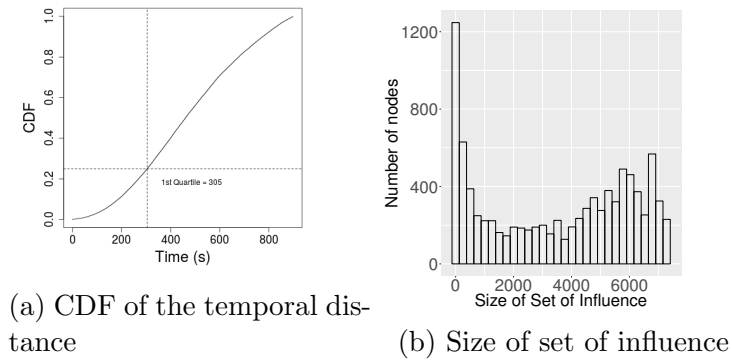 CDF
0.0 0.2 0.4 0.6 0.8 1.0
1st Quartile = 305
0 200 400 600 800
Time (s)
(a) CDF of the temporal dis-
tance
Number of nodes
1200
800
400
0
0 2000 4000 6000
Size of Set of Influence
(b) Size of set of influence